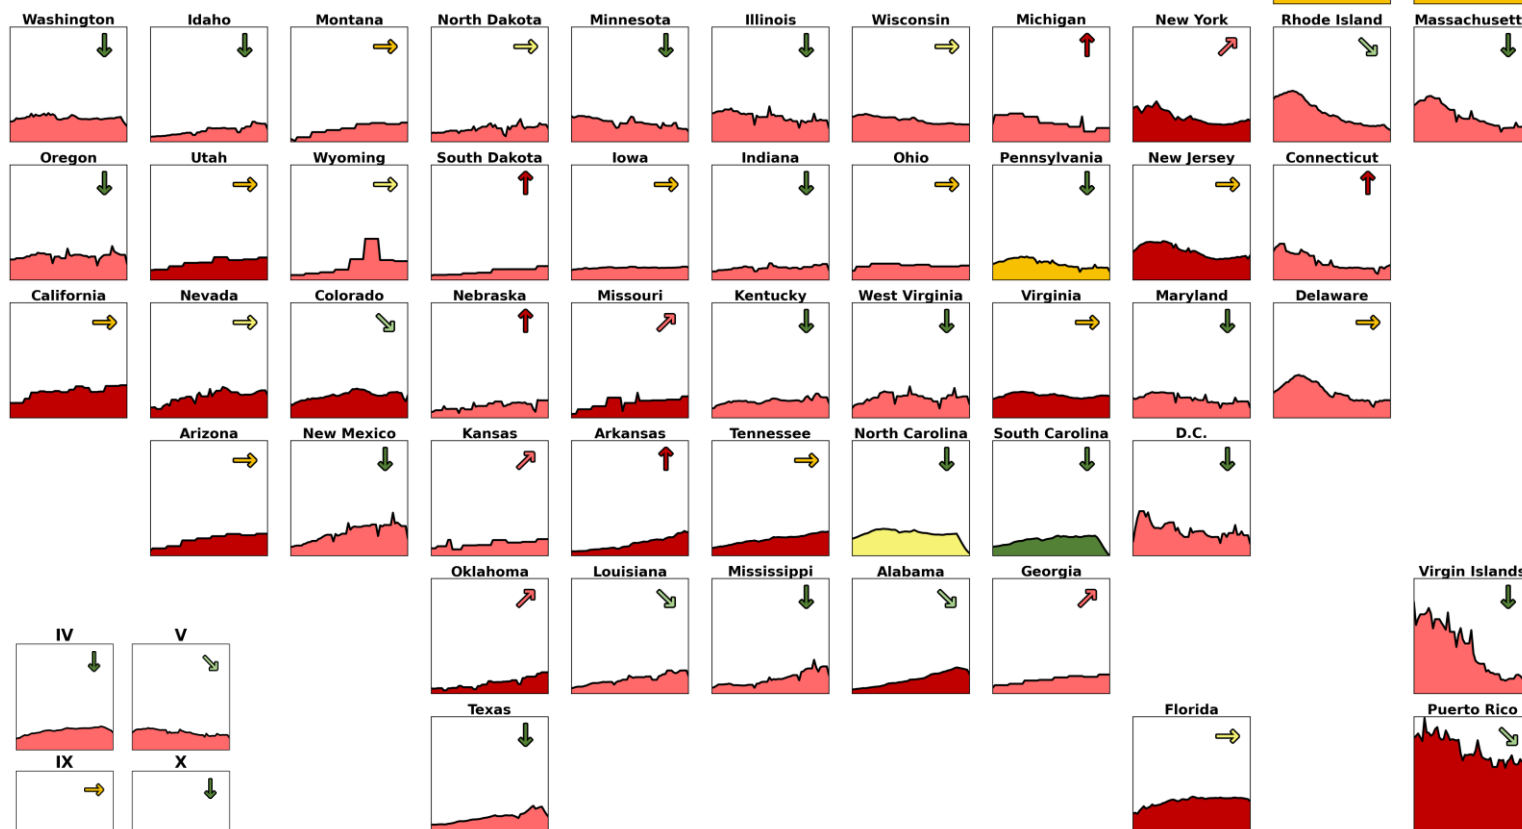 Washington Idaho Montana North Dakota Minnesota Illinois Wisconsin Michigan New York Rhode Island Massachusett
Oregon Utah Wyoming South Dakota Iowa Indiana Ohio Pennsylvania New Jersey Connecticut
California Nevada Colorado Nebraska Missouri Kentucky West Virginia Virginia Maryland Delaware
Arizona New Mexico Kansas Arkansas Tennessee North Carolina South Carolina D.C.
Oklahoma Louisiana Mississippi Alabama Georgia Virgin Islands
IV V
Texas Florida Puerto Rico
IX X